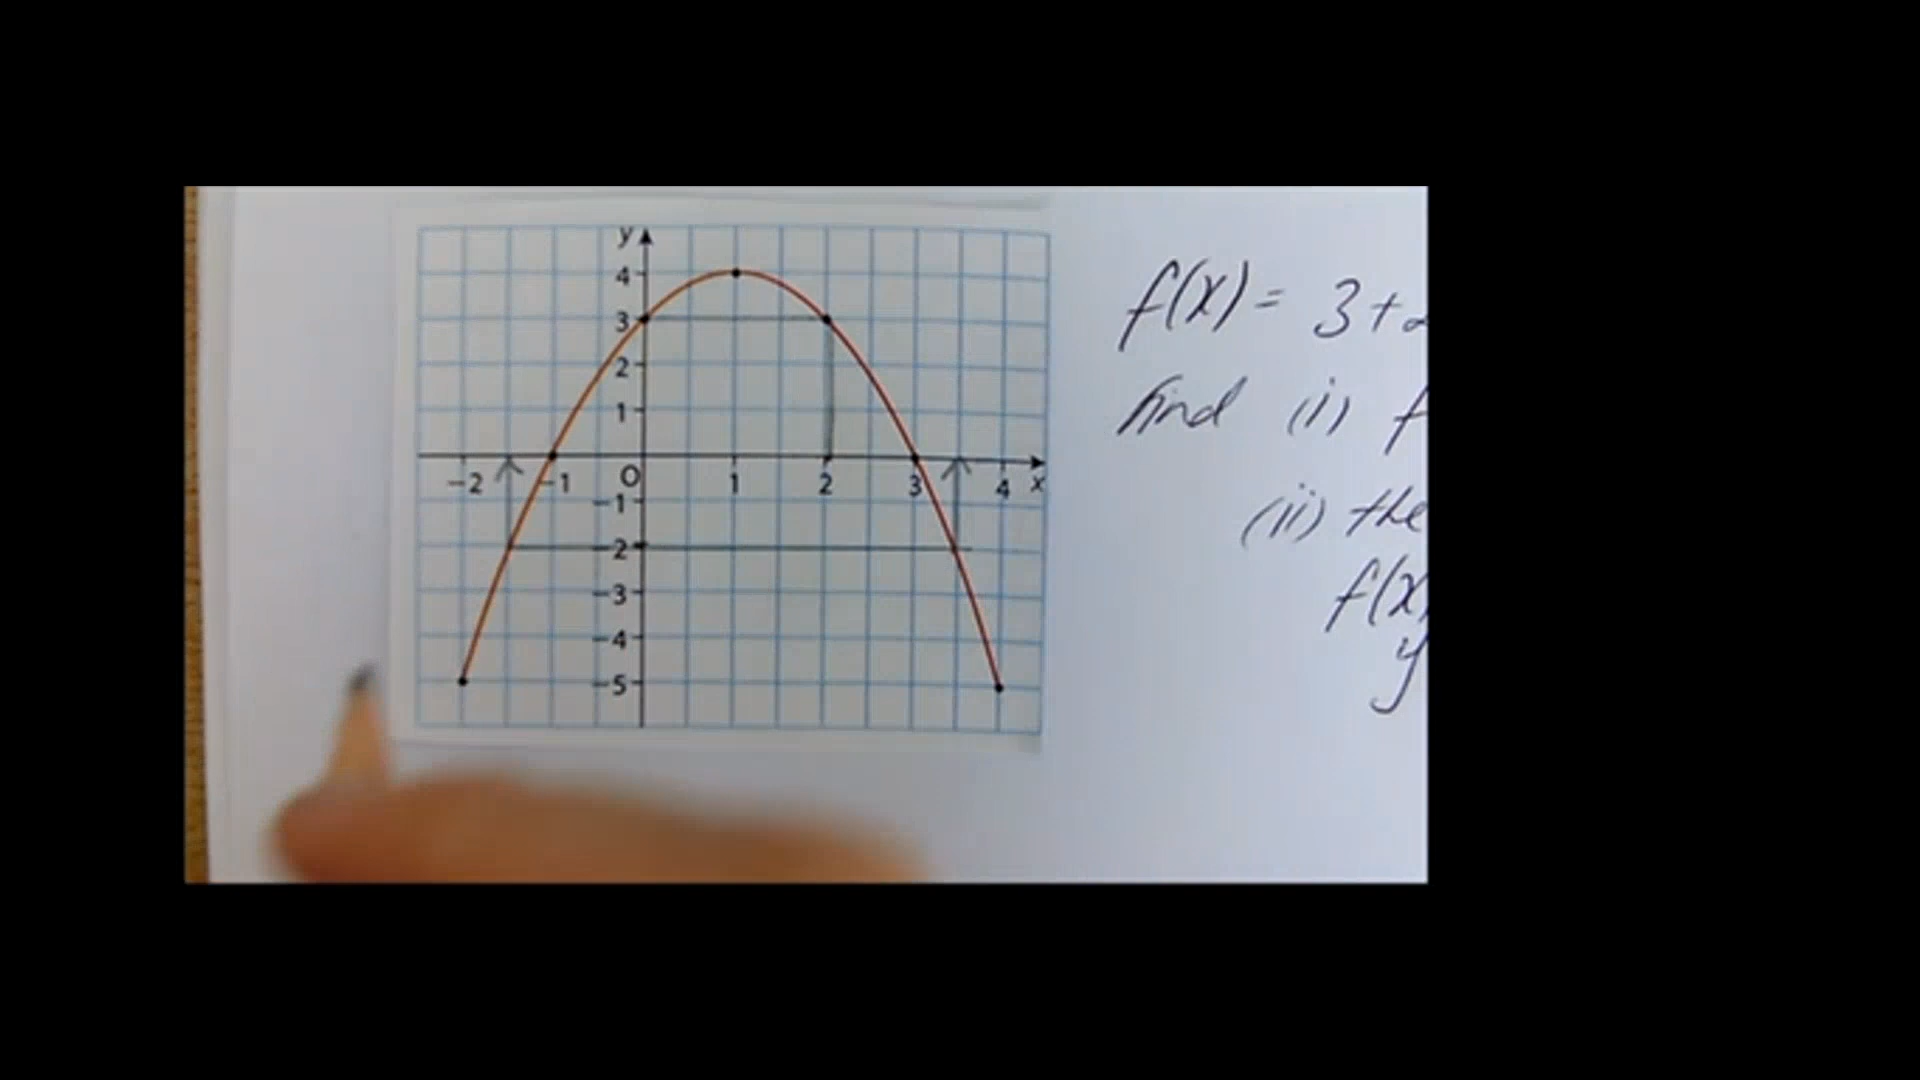 y
4
3
2
1
-2 -1 O 1 2 3 4 x
-1
-2
-3
-4
-5
f(x) = 3+
find (i) f
(ii) the
f(x)
y